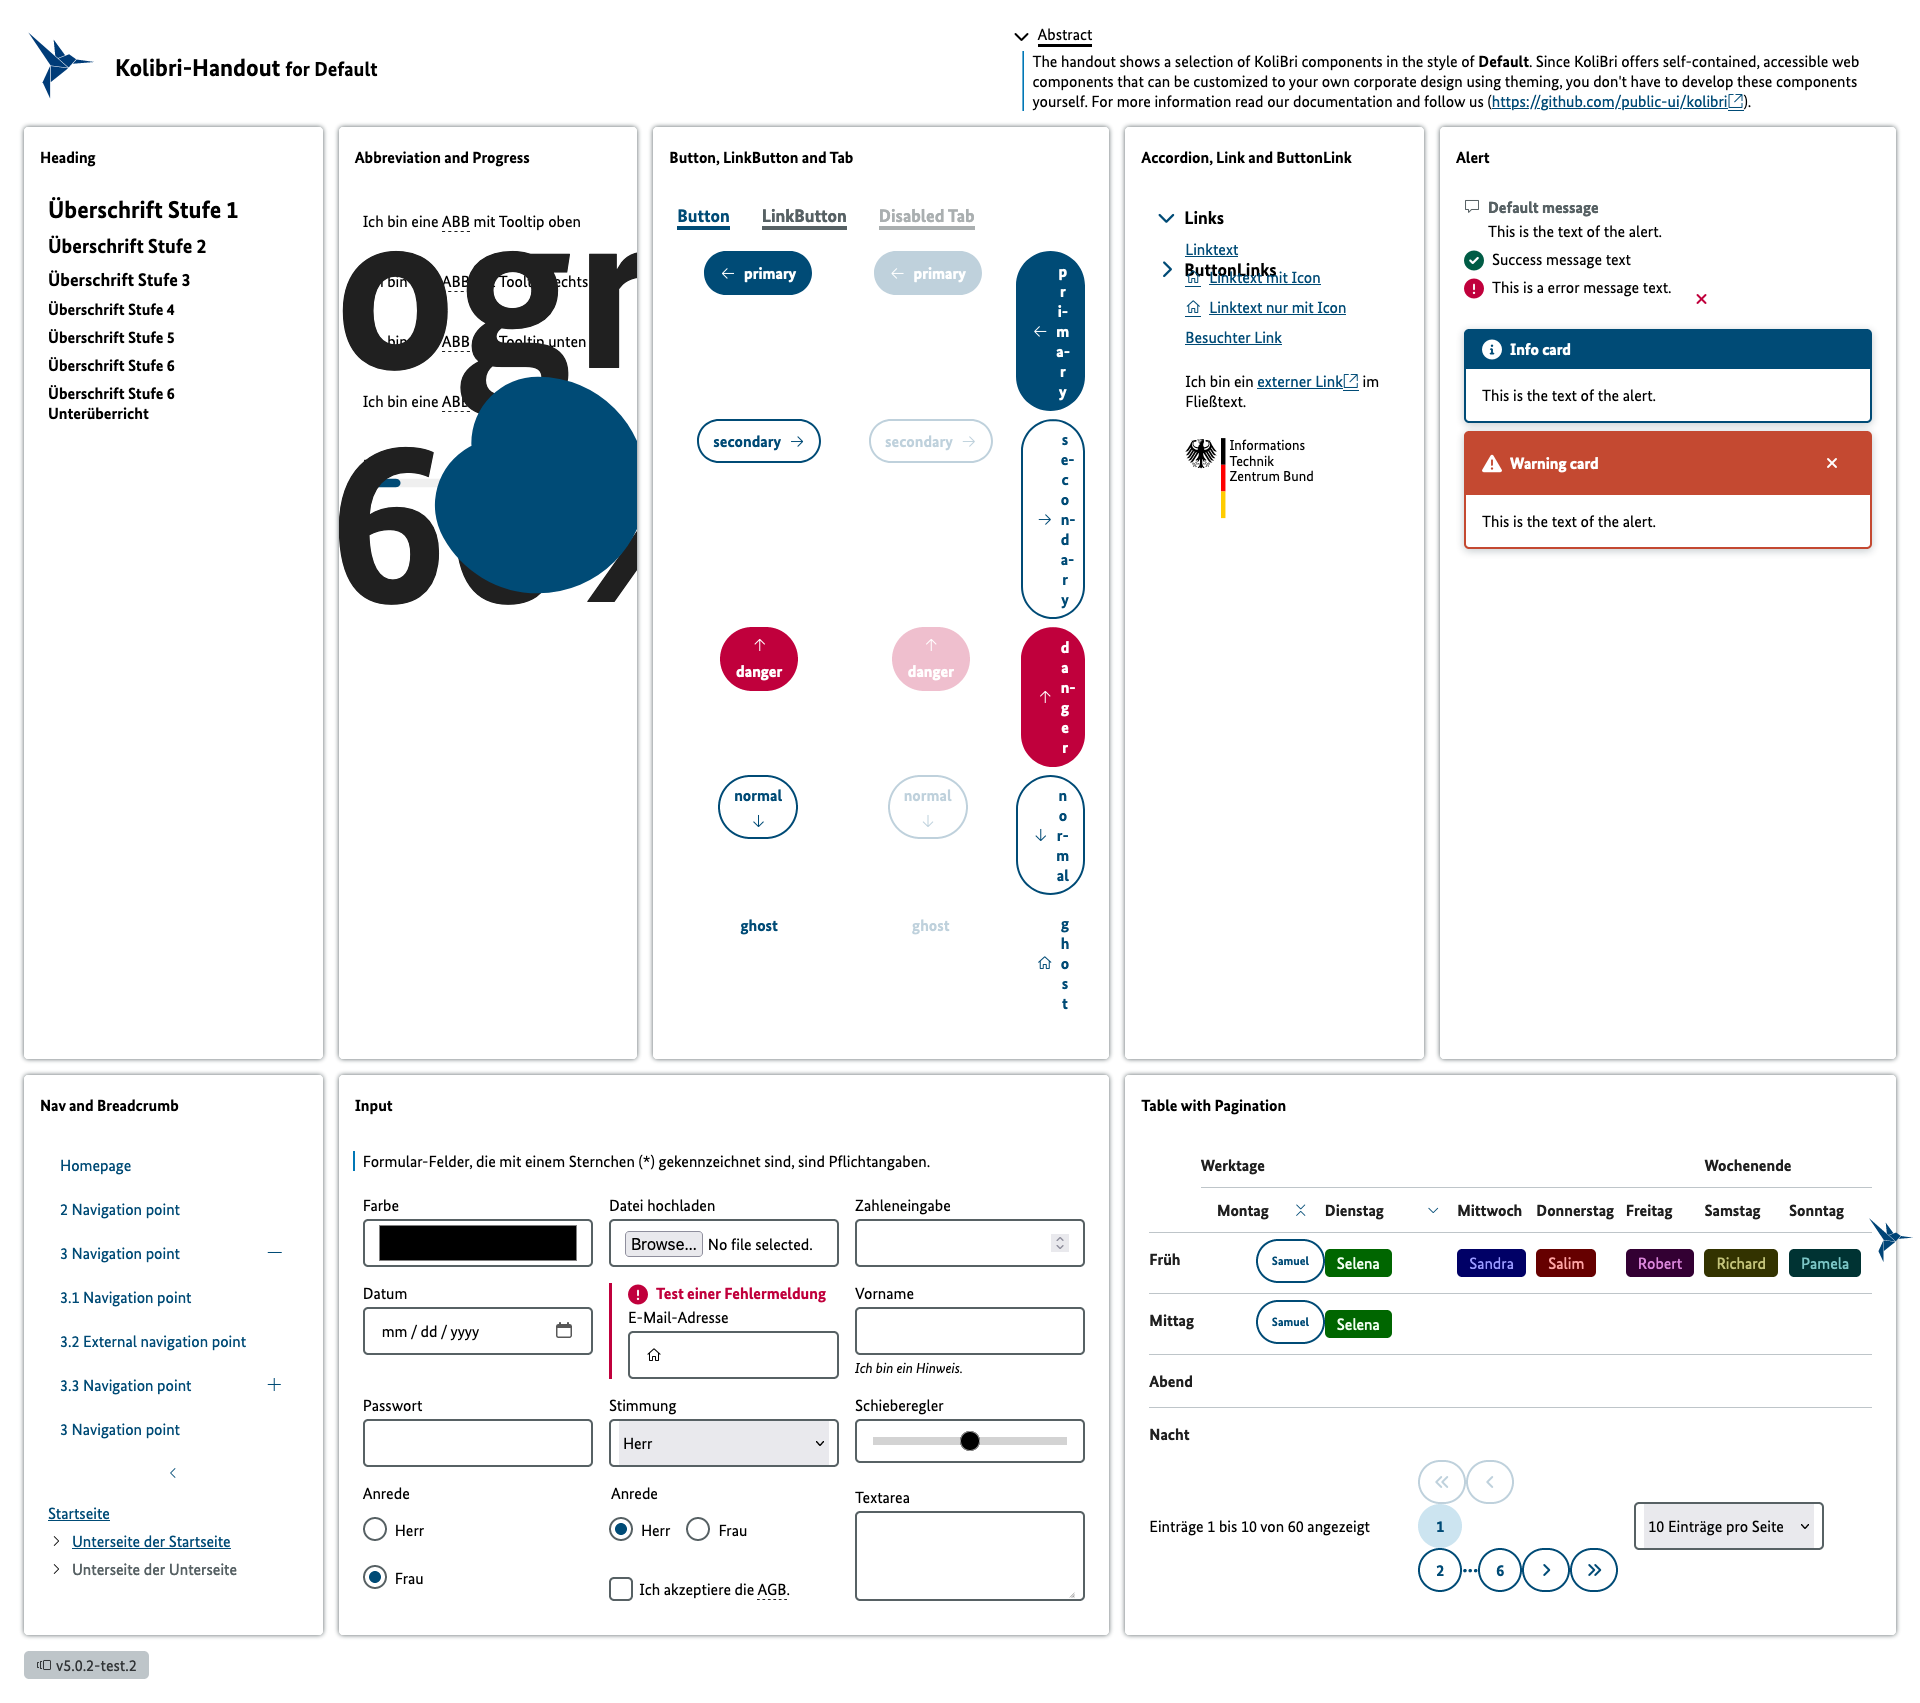 Kolibri-Handout for Default
Abstract
The handout shows a selection of KoliBri components in the style of Default. Since KoliBri offers self-contained, accessible web
components that can be customized to your own corporate design using theming, you don't have to develop these components
yourself. For more information read our documentation and follow us (https://github.com/public-ui/kolibri).
Heading
Überschrift Stufe 1
Überschrift Stufe 2
Überschrift Stufe 3
Überschrift Stufe 4
Überschrift Stufe 5
Überschrift Stufe 6
Überschrift Stufe 6
Unterüberricht
Abbreviation and Progress
Ich bin eine ABB mit Tooltip oben
bin ABB Toolt echts
bin ABB Tooltip unten
Ich bin eine ABB
ogr
6
Button, LinkButton and Tab
Button LinkButton Disabled Tab
primary primary
p
r
i-
m
a-
r
y
secondary secondary
s
e-
c
o
n-
d
a-
r
y
danger danger
d
a
n-
g
e
r
normal normal
n
o
r-
m
al
ghost ghost
g
h
o
s
t
Accordion, Link and ButtonLink
Links
Linktext
ButtonLinks
Linktext mit Icon
Linktext nur mit Icon
Besuchter Link
Ich bin ein externer Link im
Fließtext.
Informations
Technik
Zentrum Bund
Alert
Default message
This is the text of the alert.
Success message text
This is a error message text.
Info card
This is the text of the alert.
Warning card
This is the text of the alert.
Nav and Breadcrumb
Homepage
2 Navigation point
3 Navigation point
3.1 Navigation point
3.2 External navigation point
3.3 Navigation point
3 Navigation point
Startseite
Unterseite der Startseite
Unterseite der Unterseite
Input
Formular-Felder, die mit einem Sternchen (*) gekennzeichnet sind, sind Pflichtangaben.
Farbe
Datei hochladen
Browse... No file selected.
Zahleneingabe
Datum
mm / dd / yyyy
Test einer Fehlermeldung
E-Mail-Adresse
Vorname
Ich bin ein Hinweis.
Passwort
Stimmung
Herr
Schieberegler
Anrede
Herr
Frau
Anrede
Herr Frau
Ich akzeptiere die AGB.
Textarea
Table with Pagination
Werktage Wochenende
Montag Dienstag Mittwoch Donnerstag Freitag Samstag Sonntag
Früh Samuel Selena Sandra Salim Robert Richard Pamela
Mittag Samuel Selena
Abend
Nacht
Einträge 1 bis 10 von 60 angezeigt
1
2 ... 6
10 Einträge pro Seite
v5.0.2-test.2